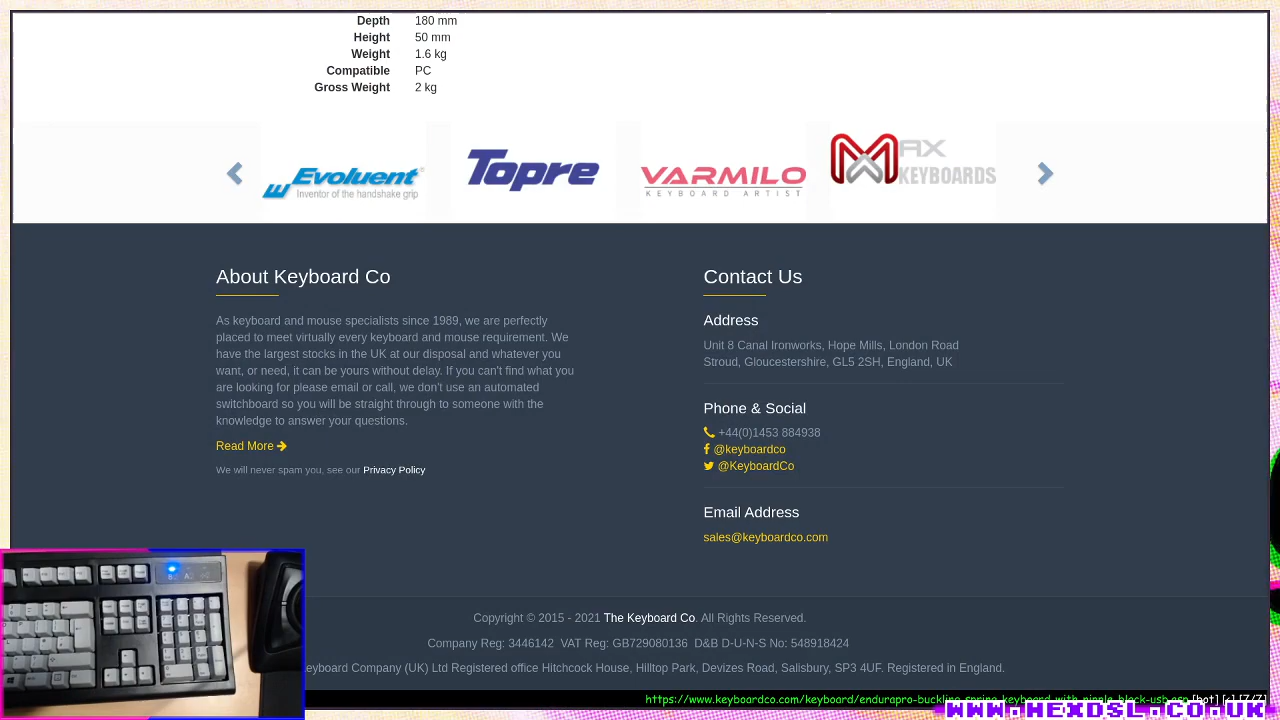 Depth 180 mm
Height 50 mm
Weight 1.6 kg
Compatible PC
Gross Weight 2 kg
Evoluent
Inventor of the handshake grip
Topre
VARMILO
KEYBOARD ARTIST
MAX
KEYBOARDS
About Keyboard Co
As keyboard and mouse specialists since 1989, we are perfectly
placed to meet virtually every keyboard and mouse requirement. We
have the largest stocks in the UK at our disposal and whatever you
want, or need, it can be yours without delay. If you can't find what you
are looking for please email or call, we don't use an automated
switchboard so you will be straight through to someone with the
knowledge to answer your questions.
Read More
We will never spam you, see our Privacy Policy
Contact Us
Address
Unit 8 Canal Ironworks, Hope Mills, London Road
Stroud, Gloucestershire, GL5 2SH, England, UK
Phone & Social
+44(0)1453 884938
@keyboardco
@KeyboardCo
Email Address
sales@keyboardco.com
Copyright © 2015 - 2021 The Keyboard Co. All Rights Reserved.
Company Reg: 3446142 VAT Reg: GB729080136 D&B D-U-N-S No: 548918424
eyboard Company (UK) Ltd Registered office Hitchcock House, Hilltop Park, Devizes Road, Salisbury, SP3 4UF. Registered in England.
https://www.keyboardco.com/keyboard/endurapro-buckling-spring-keyboard-with-nipple-black-usb.asp [bot] [c] [7/7]
WWW.HEXDSL.CO.UK